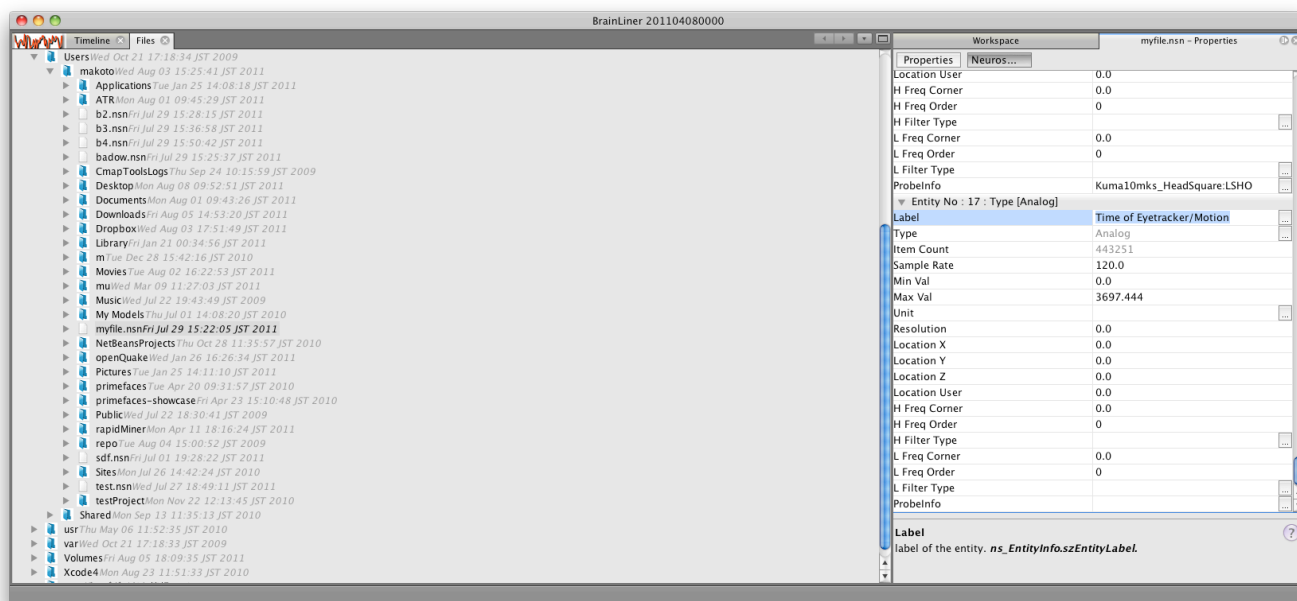 BrainLiner 201104080000
Timeline Files
Users Wed Oct 21 17:18:34 JST 2009
makoto Wed Aug 03 15:25:41 JST 2011
Applications Tue Jan 25 14:08:18 JST 2011
ATR Mon Aug 01 09:45:29 JST 2011
b2.nsn Fri Jul 29 15:28:15 JST 2011
b3.nsn Fri Jul 29 15:36:58 JST 2011
b4.nsn Fri Jul 29 15:50:42 JST 2011
badow.nsn Fri Jul 29 15:25:37 JST 2011
CmapToolsLogs Thu Sep 24 10:15:59 JST 2009
Desktop Mon Aug 08 09:52:51 JST 2011
Documents Mon Aug 01 09:43:26 JST 2011
Downloads Fri Aug 05 14:53:20 JST 2011
Dropbox Wed Aug 03 17:51:49 JST 2011
Library Fri Jan 21 00:34:56 JST 2011
m Tue Dec 28 15:42:16 JST 2010
Movies Tue Aug 02 16:22:53 JST 2011
mu Wed Mar 09 11:27:03 JST 2011
Music Wed Jul 22 19:43:49 JST 2009
My Models Thu Jul 01 14:08:20 JST 2010
myfile.nsn Fri Jul 29 15:22:05 JST 2011
NetBeansProjects Thu Oct 28 11:35:57 JST 2010
openQuake Wed Jan 26 16:26:34 JST 2011
Pictures Tue Jan 25 14:11:10 JST 2011
primefaces Tue Apr 20 09:31:57 JST 2010
primefaces-showcase Fri Apr 23 15:10:48 JST 2010
Public Wed Jul 22 18:30:41 JST 2009
rapidMiner Mon Apr 11 18:16:24 JST 2011
repo Tue Aug 04 15:00:52 JST 2009
sdf.nsn Fri Jul 01 19:28:22 JST 2011
Sites Mon Jul 26 14:42:24 JST 2010
test.nsn Wed Jul 27 18:49:11 JST 2011
testProject Mon Nov 22 12:13:45 JST 2010
Shared Mon Sep 13 11:35:13 JST 2010
usr Thu May 06 11:52:35 JST 2010
var Wed Oct 21 17:18:33 JST 2009
Volumes Fri Aug 05 18:09:35 JST 2011
Xcode4 Mon Aug 23 11:51:33 JST 2010
Workspace myfile.nsn - Properties
Properties Neuros...
Location User 0.0
H Freq Corner 0.0
H Freq Order 0
H Filter Type ...
L Freq Corner 0.0
L Freq Order 0
L Filter Type ...
ProbeInfo Kuma10mks_HeadSquare:LSHO ...
Entity No : 17 : Type [Analog]
Label Time of Eyetracker/Motion ...
Type Analog ...
Item Count 443251
Sample Rate 120.0
Min Val 0.0
Max Val 3697.444
Unit ...
Resolution 0.0
Location X 0.0
Location Y 0.0
Location Z 0.0
Location User 0.0
H Freq Corner 0.0
H Freq Order 0
H Filter Type ...
L Freq Corner 0.0
L Freq Order 0
L Filter Type ...
ProbeInfo ...
Label
label of the entity. ns_EntityInfo.szEntityLabel.
?